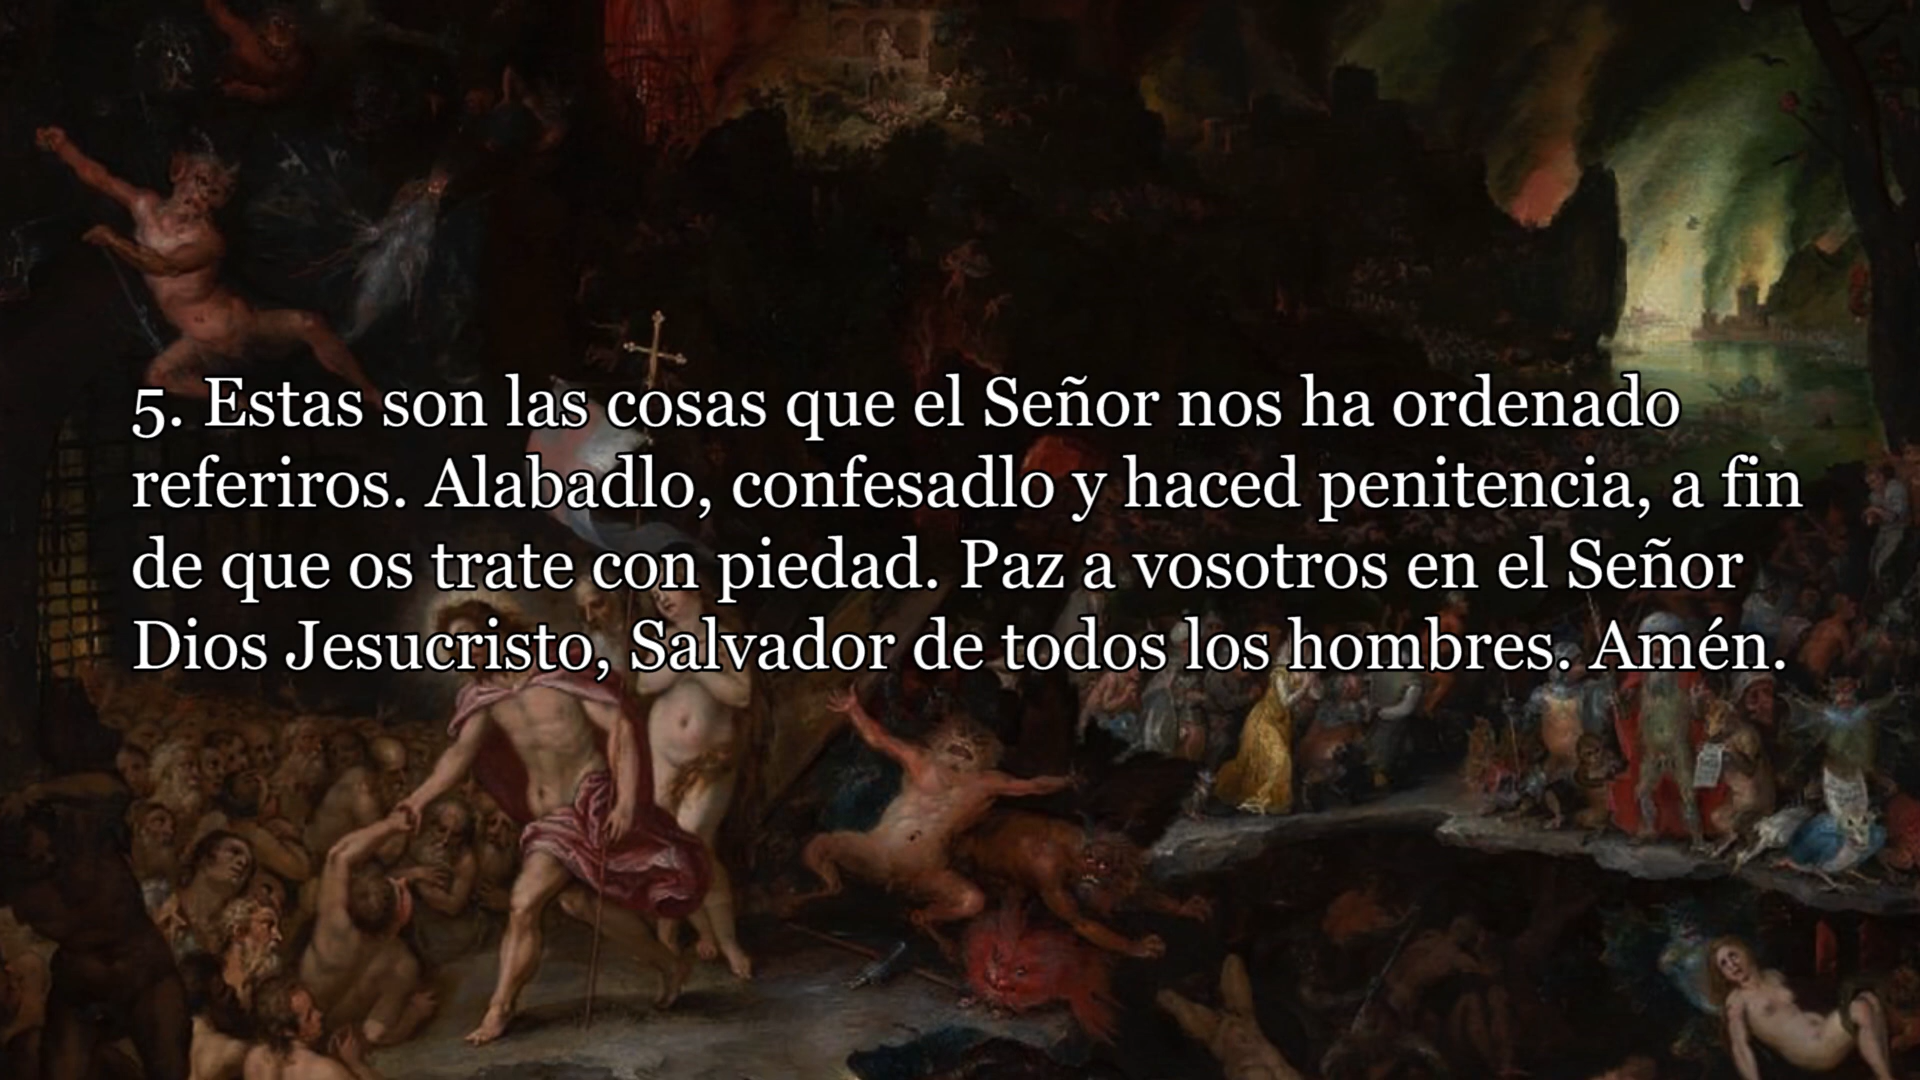 5. Estas son las cosas que el Señor nos ha ordenado
referiros. Alabadlo, confesadlo y haced penitencia, a fin
de que os trate con piedad. Paz a vosotros en el Señor
Dios Jesucristo, Salvador de todos los hombres. Amén.